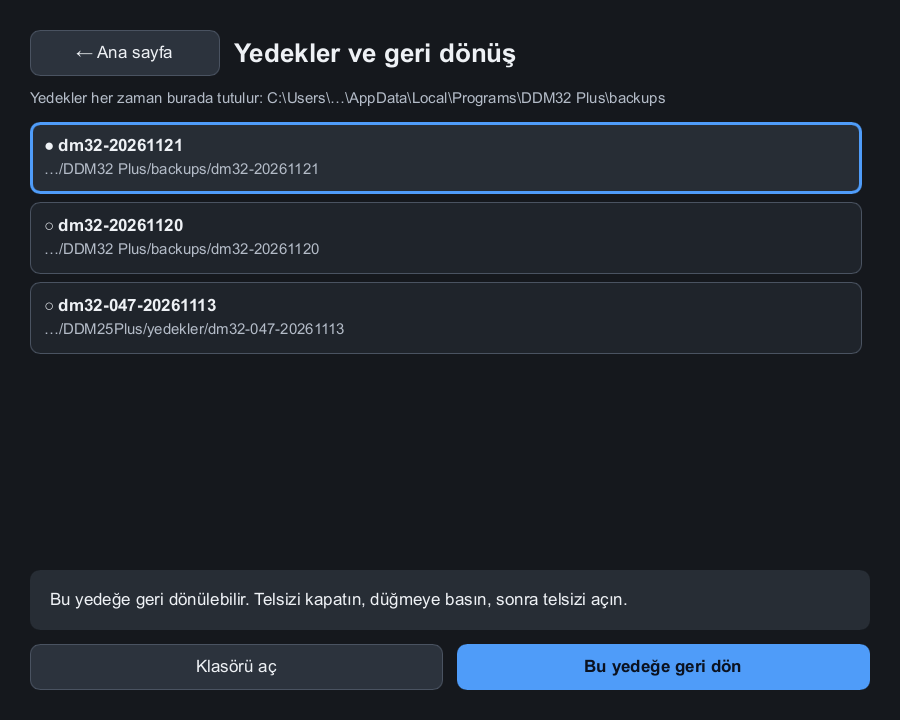 ← Ana sayfa
Yedekler ve geri dönüş
Yedekler her zaman burada tutulur: C:\Users\…\AppData\Local\Programs\DDM32 Plus\backups
● dm32-20261121
…/DDM32 Plus/backups/dm32-20261121
○ dm32-20261120
…/DDM32 Plus/backups/dm32-20261120
○ dm32-047-20261113
…/DDM25Plus/yedekler/dm32-047-20261113
Bu yedeğe geri dönülebilir. Telsizi kapatın, düğmeye basın, sonra telsizi açın.
Klasörü aç
Bu yedeğe geri dön